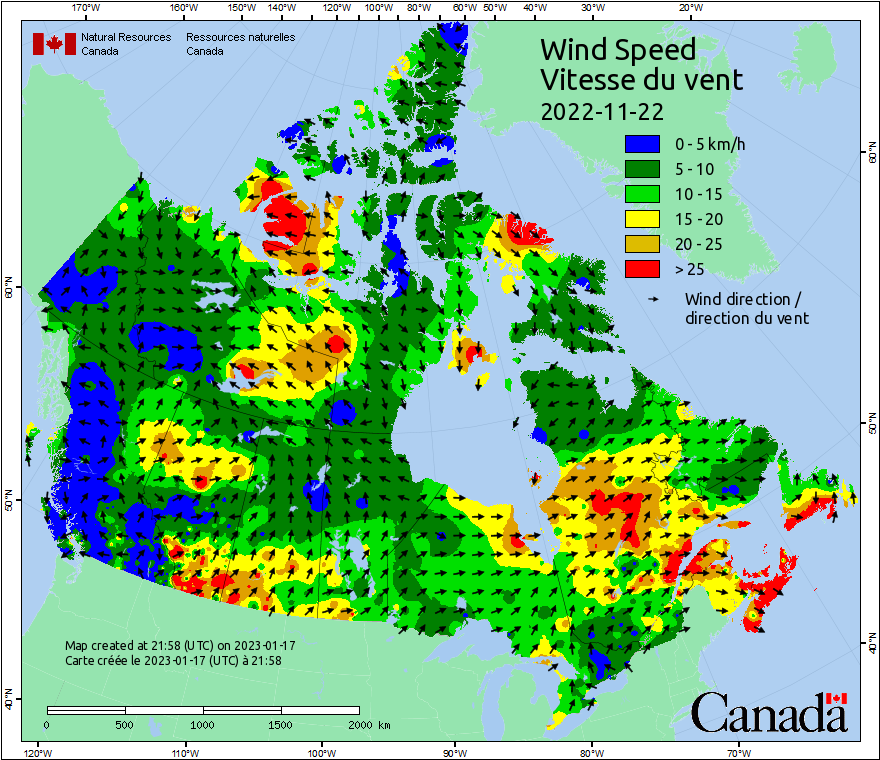 170°W 160°W 150°W 140°W 120°W 110°W 100°W 80°W 60°W 50°W 40°W 30°W 20°W
Natural Resources Canada
Ressources naturelles Canada
Wind Speed
Vitesse du vent
2022-11-22
0 - 5 km/h
5 - 10
10 - 15
15 - 20
20 - 25
> 25
Wind direction /
direction du vent
60°N
50°N
40°N
60°N
50°N
40°N
Map created at 21:58 (UTC) on 2023-01-17
Carte créée le 2023-01-17 (UTC) à 21:58
0 500 1000 1500 2000 km
Canada
120°W 110°W 100°W 90°W 80°W 70°W